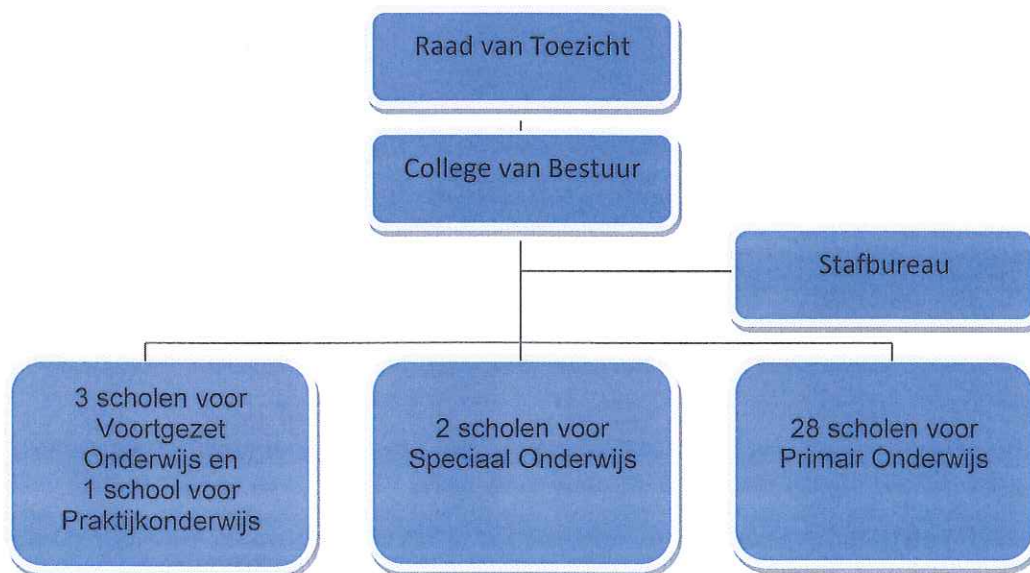 Raad van Toezicht
College van Bestuur
Stafbureau
3 scholen voor
Voortgezet
Onderwijs en
1 school voor
Praktijkonderwijs
2 scholen voor
Speciaal Onderwijs
28 scholen voor
Primair Onderwijs